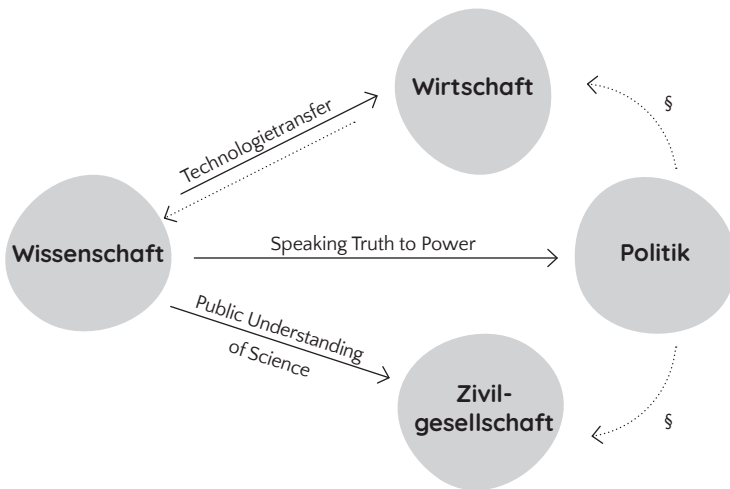 Wirtschaft
§
Technologietransfer
Wissenschaft
Speaking Truth to Power
Politik
Public Understanding
of Science
Zivil-
gesellschaft
§